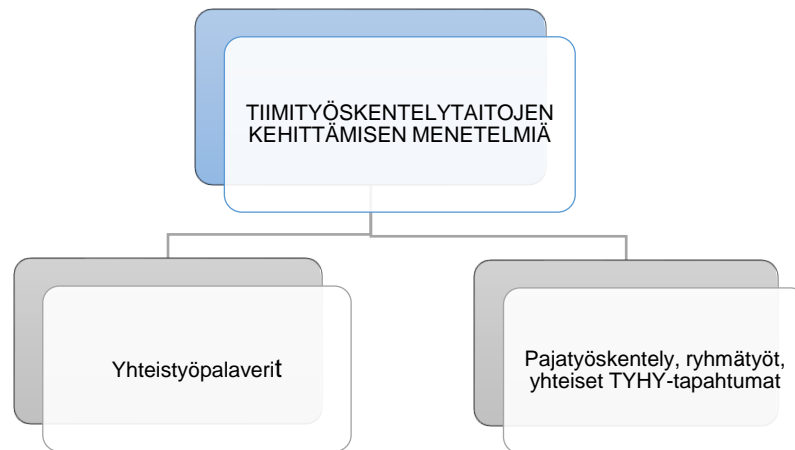 TIIMITYÖSKENTELYTAITOJEN
KEHITTÄMISEN MENETELMIÄ
Yhteistyöpalaverit
Pajatyöskentely, ryhmätyöt,
yhteiset TYHY-tapahtumat